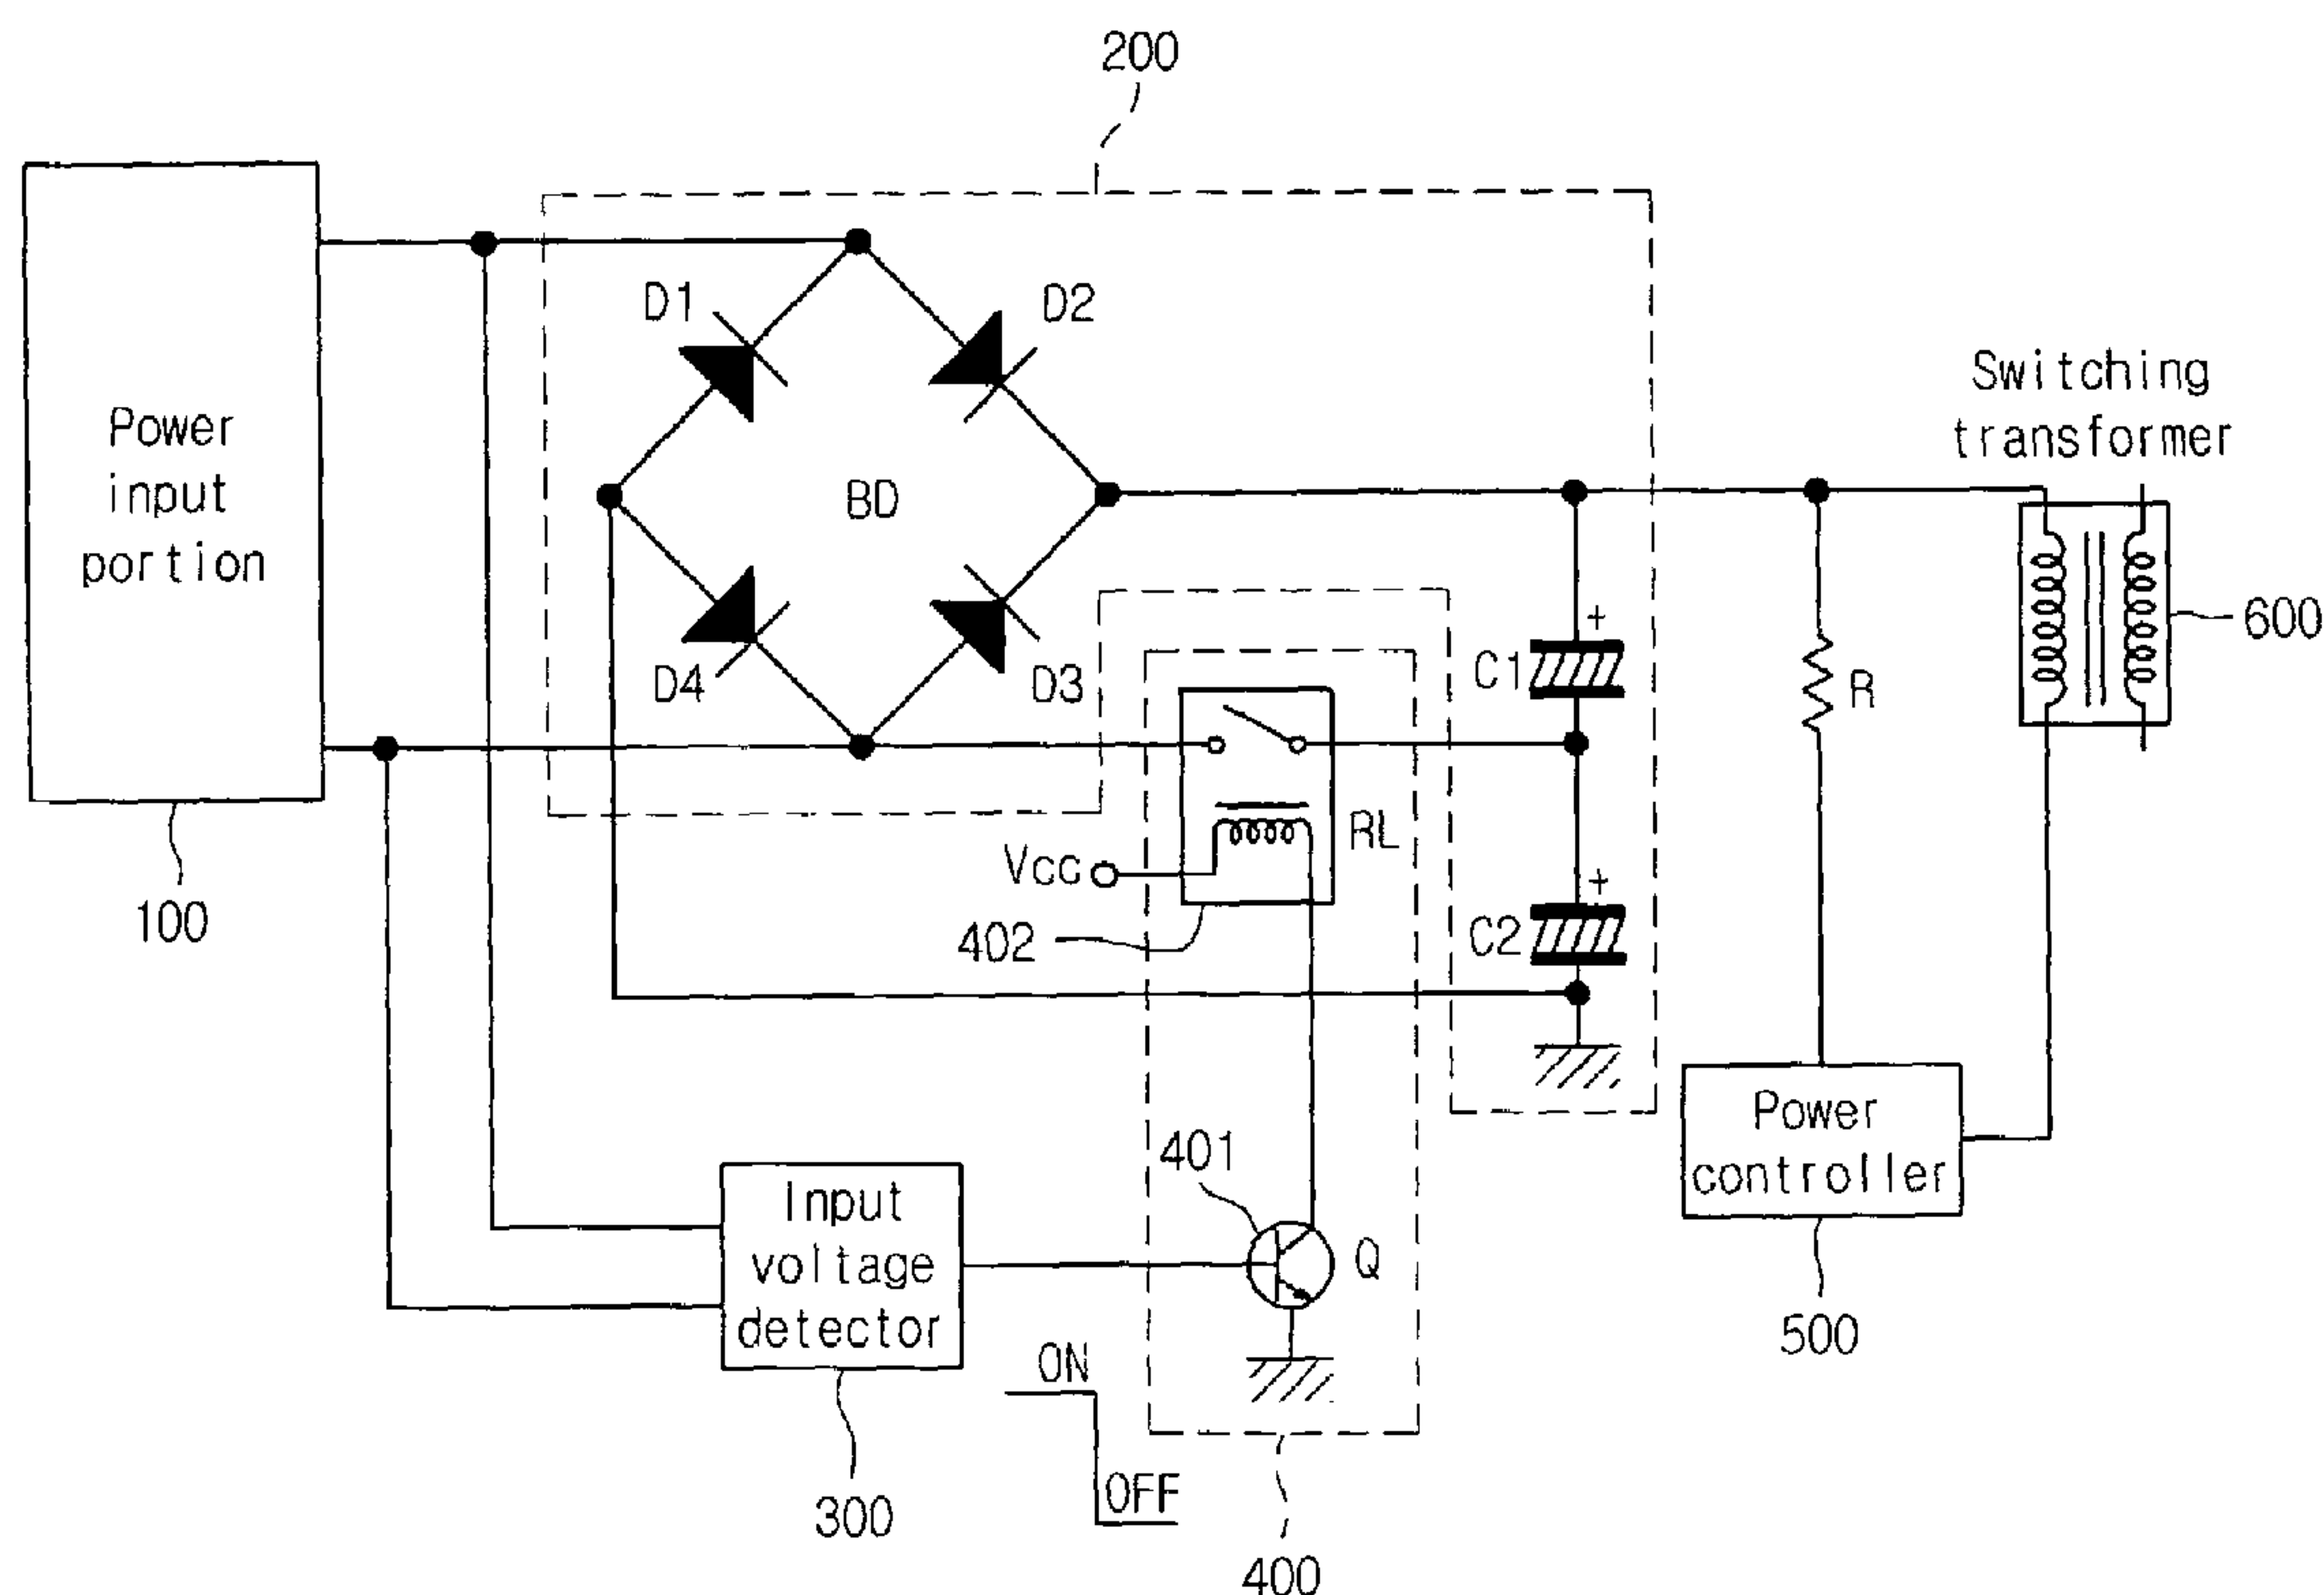 200
D1
D2
Switching
transformer
Power
input
portion
BD
600
D4
D3
+
C1
R
RL
Vcc
100
402
+
C2
401
Power
controller
Input
voltage
detector
Q
500
ON
OFF
300
400